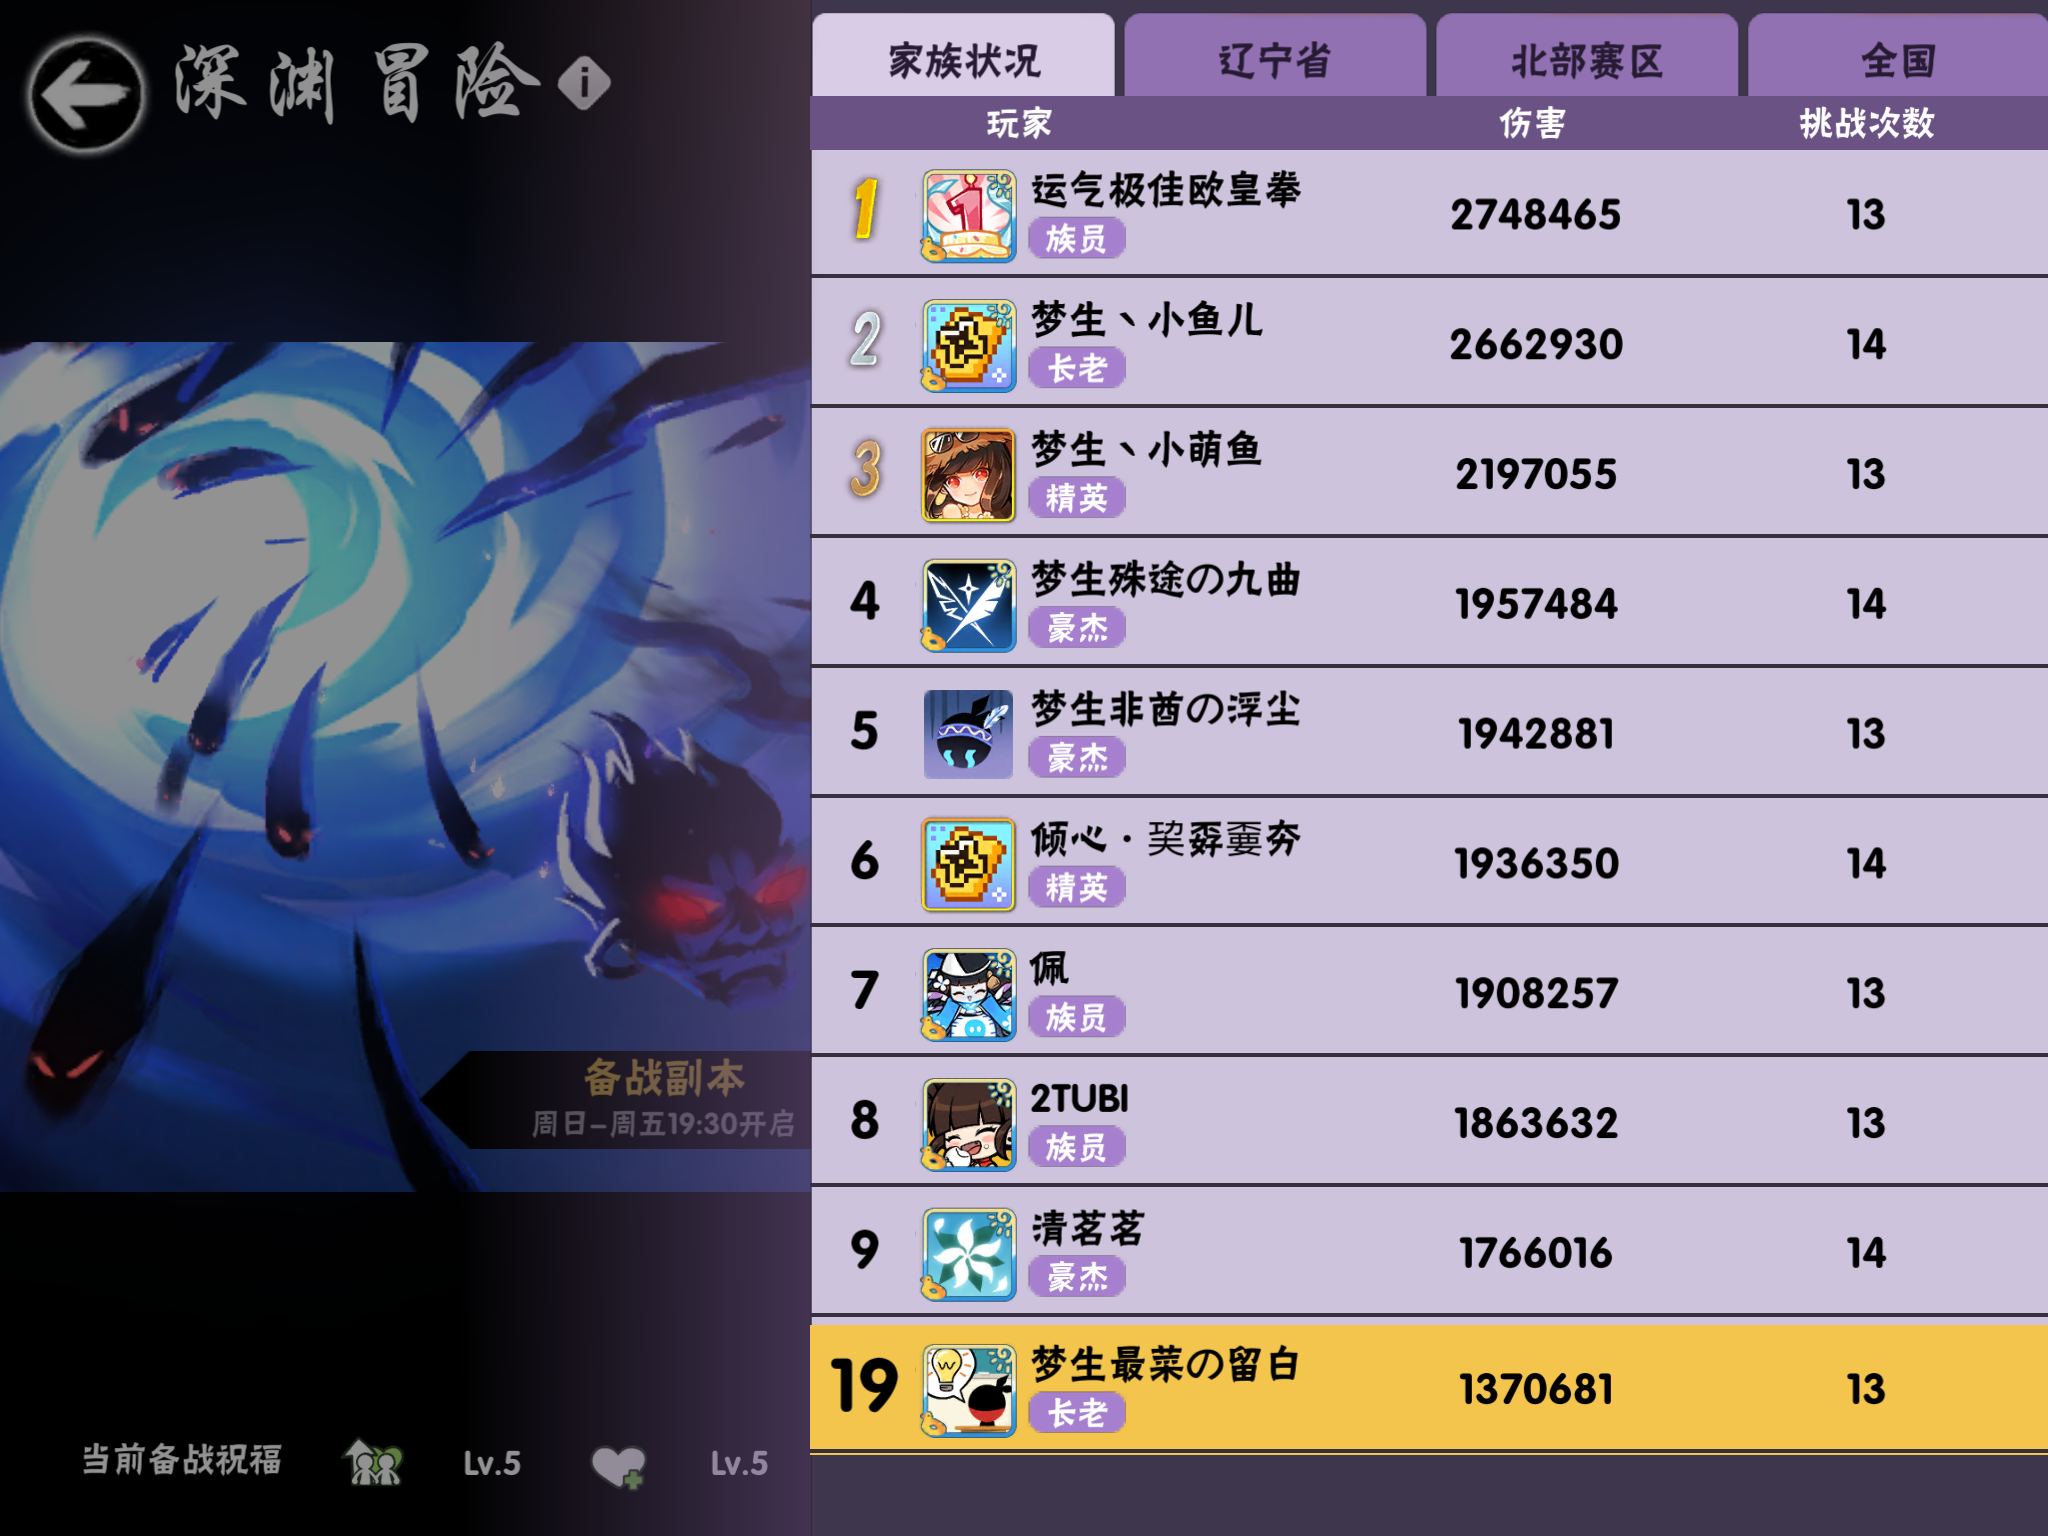 深渊冒险
家族状况
辽宁省
北部赛区
全国
玩家
伤害
挑战次数
1
运气极佳欧皇拳
族员
2748465
13
2
梦生丶小鱼儿
长老
2662930
14
3
梦生丶小萌鱼
精英
2197055
13
4
梦生殊途の九曲
豪杰
1957484
14
5
梦生非酋の浮尘
豪杰
1942881
13
6
倾心·
精英
1936350
14
7
佩
族员
1908257
13
8
2TUBI
族员
1863632
13
9
清茗茗
豪杰
1766016
14
19
梦生最菜の留白
长老
1370681
13
备战副本
周日-周五19:30开启
当前备战祝福
Lv.5
Lv.5